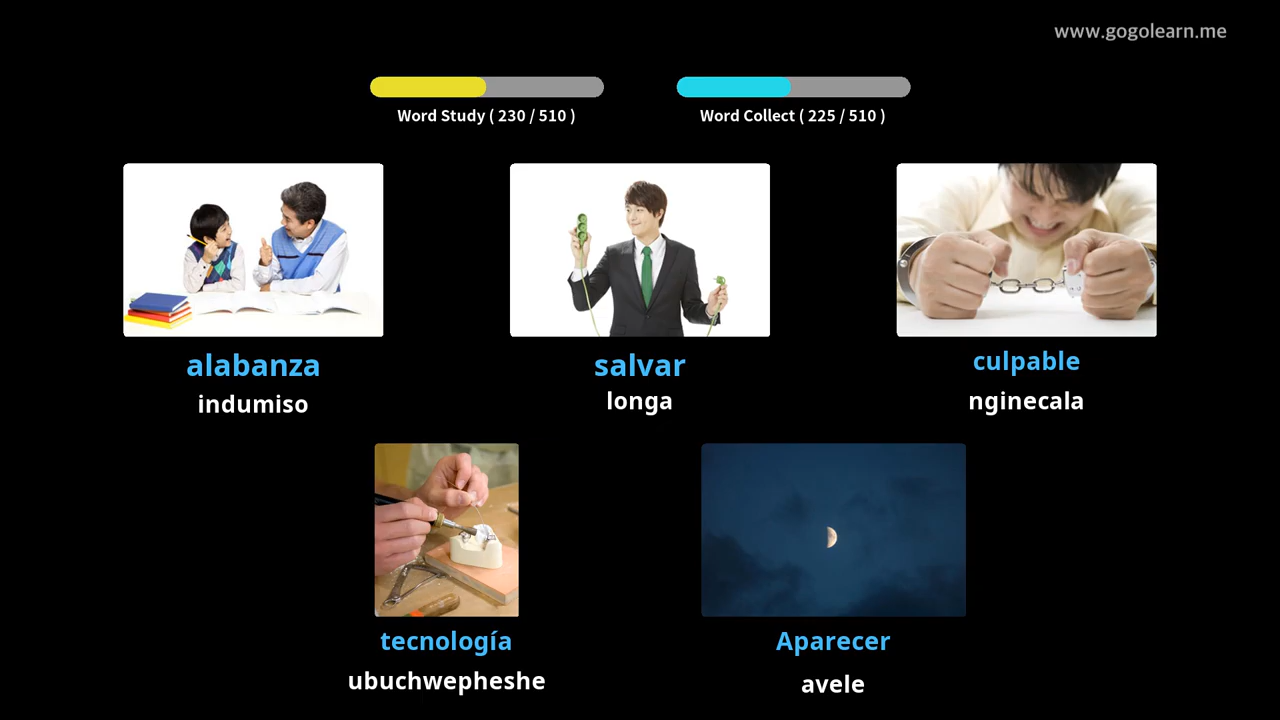 www.gogolearn.me
Word Study ( 230 / 510 )
Word Collect ( 225 / 510 )
alabanza
indumiso
salvar
longa
culpable
nginecala
tecnología
ubuchwepheshe
Aparecer
avele